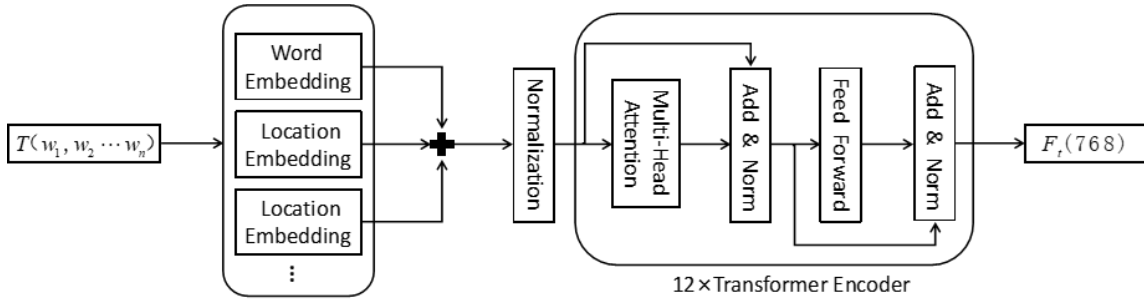 T(w₁, w₂ ⋯ wₙ)
Word
Embedding
Location
Embedding
Location
Embedding
⋮
Normalization
Multi-Head
Attention
Add & Norm
Feed Forward
Add & Norm
Fₜ(768)
12×Transformer Encoder